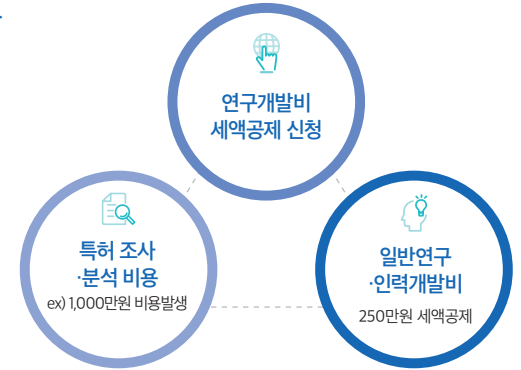 연구개발비
세액공제 신청
특허 조사
·분석 비용
ex) 1,000만원 비용발생
일반연구
·인력개발비
250만원 세액공제